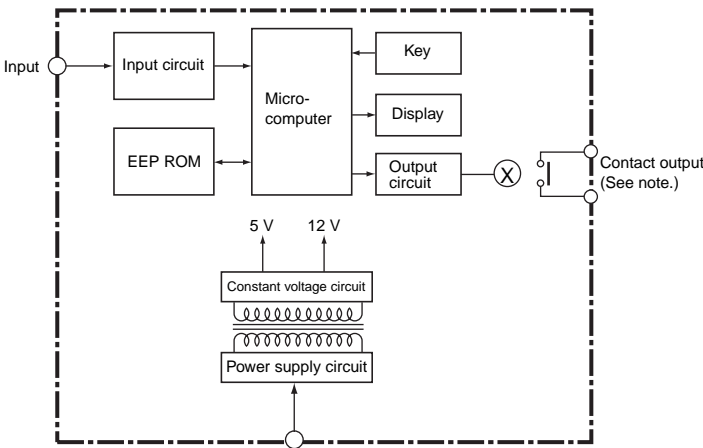 Input
Input circuit
Micro-
computer
Key
Display
EEP ROM
Output
circuit
X
Contact output
(See note.)
5 V
12 V
Constant voltage circuit
Power supply circuit